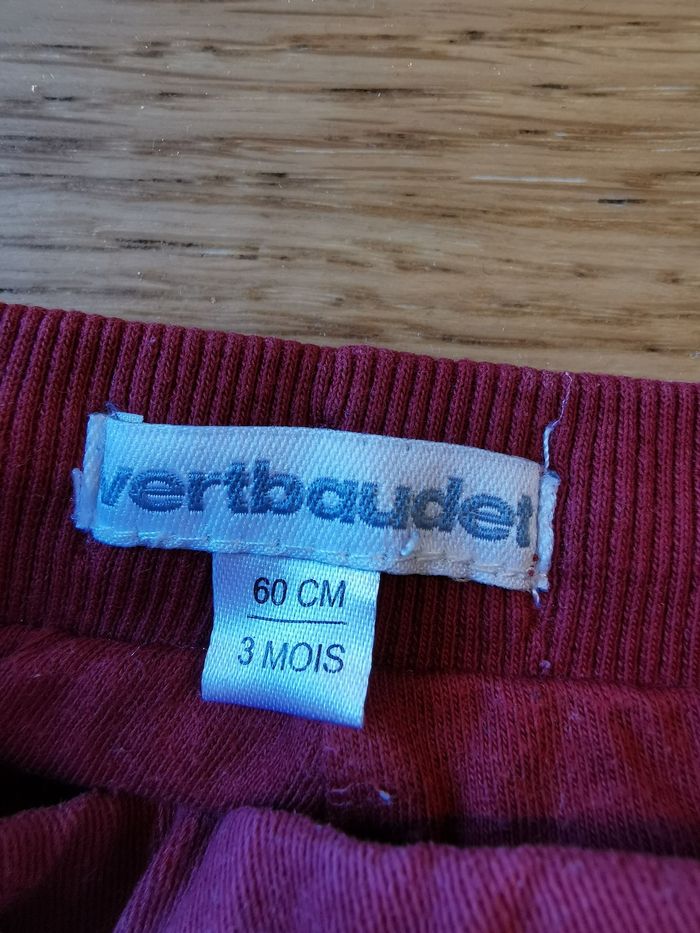 vertbaudet
60 CM
3 MOIS